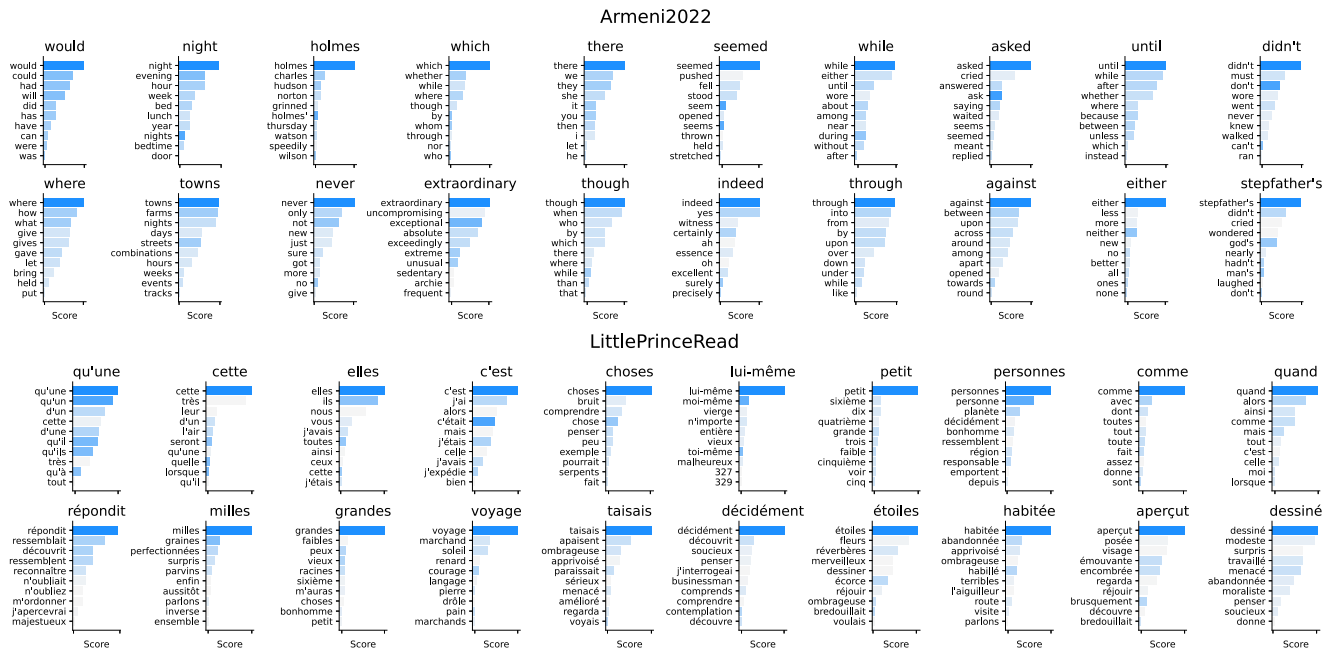 Armeni2022
would night holmes which there seemed while asked until didn't
would night holmes which there seemed while asked until didn't
could evening charles whether we pushed either cried while must
had hour hudson while they fell until answered after don't
will week norton where she stood wore ask whether wore
did bed grinned though it seem about saying where went
has lunch holmes' by you opened among waited because never
have year thursday whom then seems near seems between knew
can nights watson through i thrown during seemed unless walked
were bedtime speedily nor let held without meant which can't
was door wilson who he stretched after replied instead ran
where towns never extraordinary though indeed through against either stepfather's
where towns never extraordinary though indeed through against either stepfather's
how farms only uncompromising when yes into between less didn't
what nights not exceptional who witness from upon more cried
give days new absolute by certainly by across neither wondered
gives streets just exceedingly which ah upon around new god's
gave combinations sure extreme there essence over among no nearly
let hours got unusual where oh down apart better hadn't
bring weeks more sedentary while excellent under opened all man's
held events no archie than surely while towards ones laughed
put tracks give frequent that precisely like round none don't
Score Score Score Score Score Score Score Score Score Score
LittlePrinceRead
qu'une cette elles c'est choses lui-même petit personnes comme quand
qu'une cette elles c'est choses lui-même petit personnes comme quand
qu'un très ils j'ai bruit moi-même sixième personne avec alors
d'un leur nous alors comprendre vierge dix planète dont ainsi
cette d'un vous c'était chose n'importe quatrième décidément toutes comme
d'une l'air j'avais mais penser entière grande bonhomme tout mais
qu'il seront toutes j'étais peu vieux trois ressemblent toute tout
qu'ils qu'une ainsi celle exemple toi-même faible région fait c'est
très quelle ceux j'avais pourrait malheureux cinquième responsable assez celle
qu'à lorsque cette j'expédie serpents 327 voir emportent donne moi
tout qu'il j'étais bien fait 329 cinq depuis sont lorsque
répondit milles grandes voyage taisais décidément étoiles habitée aperçut dessiné
répondit milles grandes voyage taisais décidément étoiles habitée aperçut dessiné
ressemblait graines faibles marchand apaisent découvrit fleurs abandonnée posée modeste
découvrit perfectionnées peux soleil ombrageuse soucieux réverbères apprivoisé visage surpris
ressemblent surpris vieux renard apprivoisé penser merveilleux ombrageuse émouvante travaillé
reconnaître parvins racines courage paraissait j'interrogeai dessiner habillé encombrée menacé
n'oubliait enfin sixième langage sérieux businessman écorce terribles regarda abandonnée
n'oubliez aussitôt m'auras pierre menacé comprends réjouir l'aiguilleur réjouir moraliste
m'ordonner parlons choses drôle amélioré comprendre ombrageuse route brusquement penser
j'apercevrai inverse bonhomme pain regarda contemplation bredouillait visite découvre soucieux
majestueux ensemble petit marchands voyais découvre voulais parlons bredouillait donne
Score Score Score Score Score Score Score Score Score Score